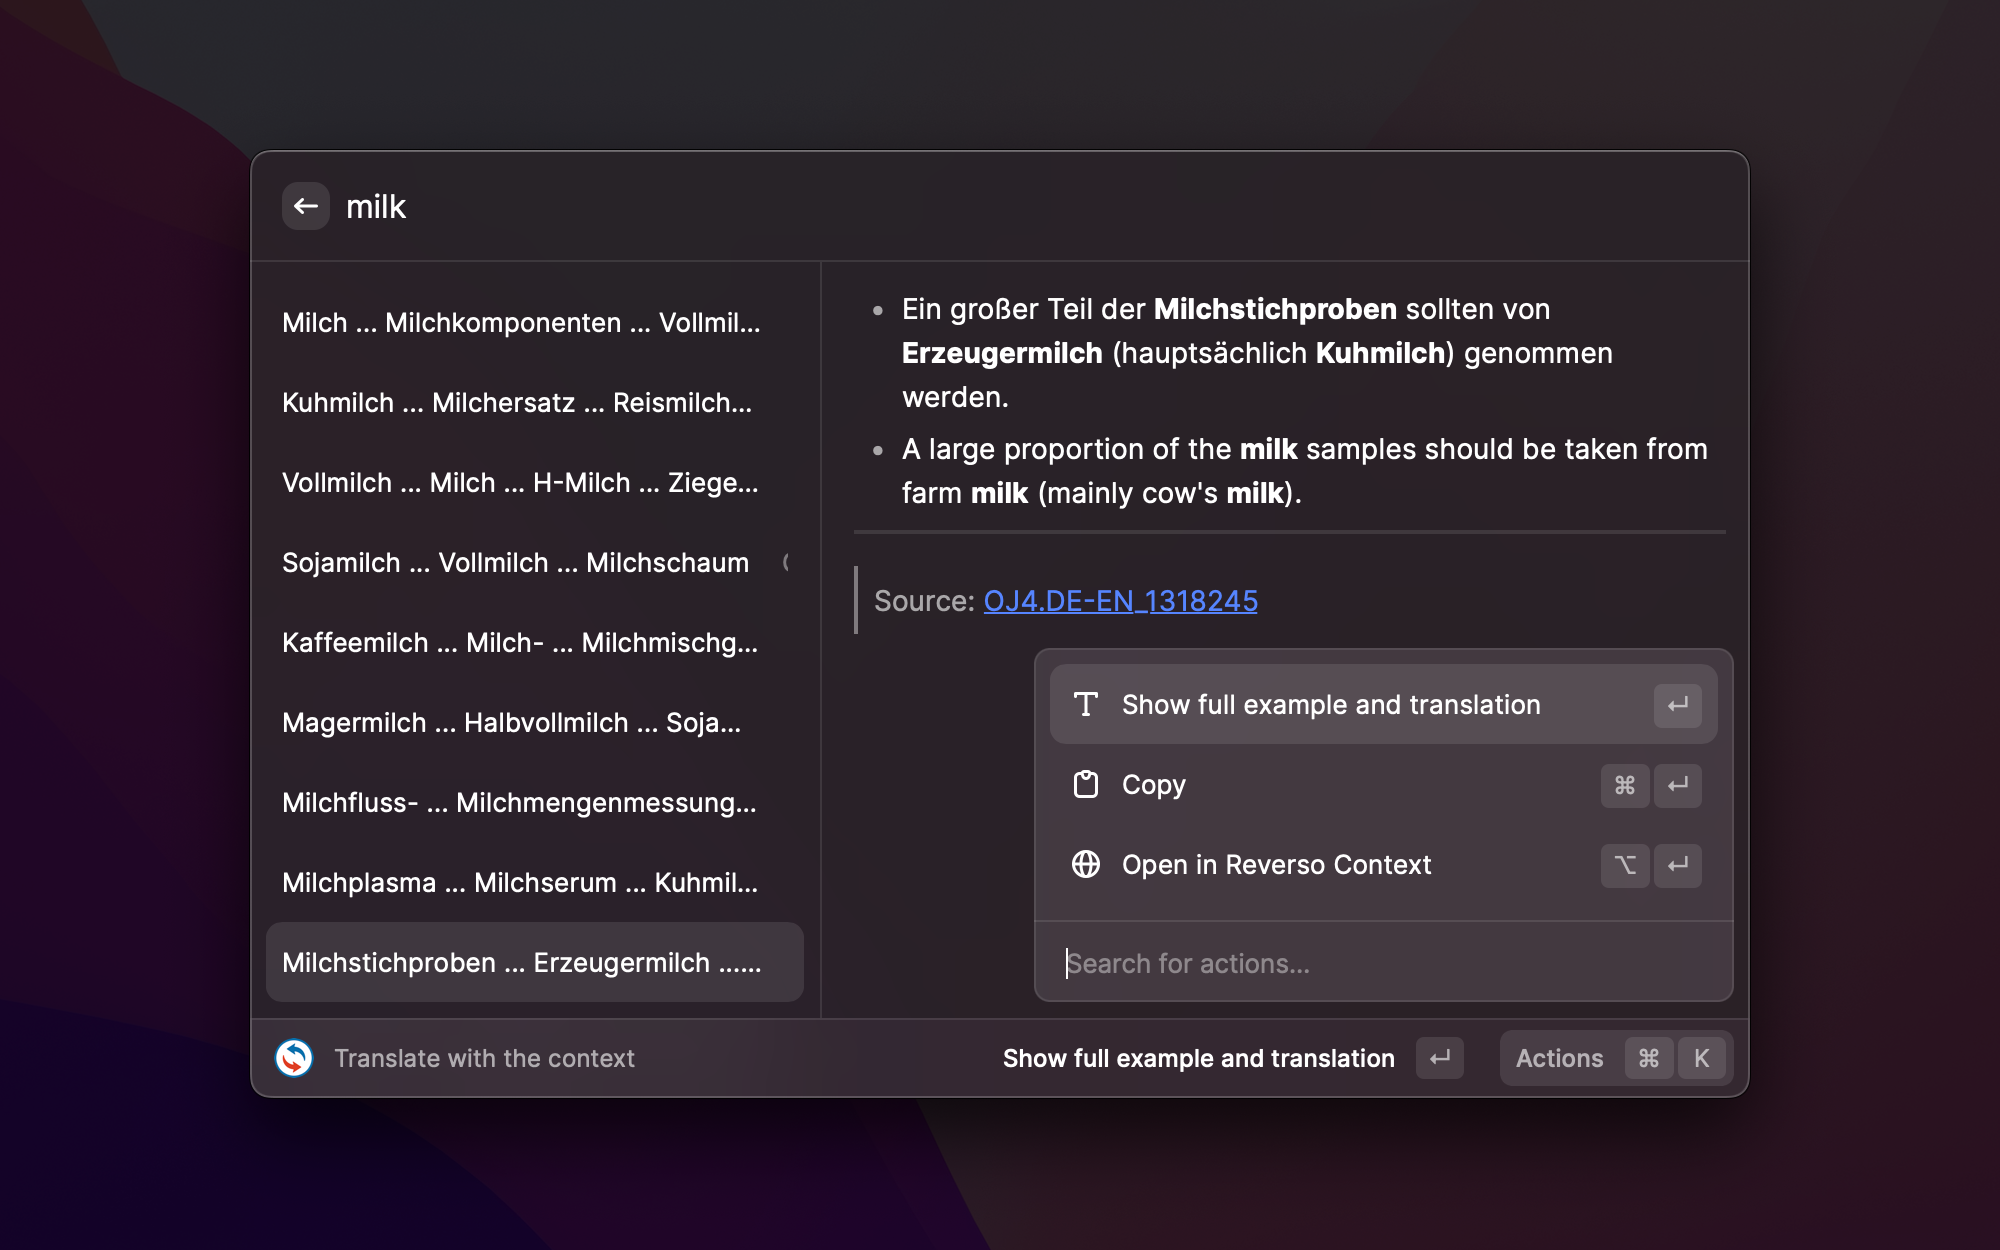 milk
Milch ... Milchkomponenten ... Vollmil...
Kuhmilch ... Milchersatz ... Reismilch...
Vollmilch ... Milch ... H-Milch ... Ziege...
Sojamilch ... Vollmilch ... Milchschaum
Kaffeemilch ... Milch- ... Milchmischg...
Magermilch ... Halbvollmilch ... Soja...
Milchfluss- ... Milchmengenmessung...
Milchplasma ... Milchserum ... Kuhmil...
Milchstichproben ... Erzeugermilch ......
Ein großer Teil der Milchstichproben sollten von
Erzeugermilch (hauptsächlich Kuhmilch) genommen
werden.
A large proportion of the milk samples should be taken from
farm milk (mainly cow's milk).
Source: OJ4.DE-EN_1318245
Show full example and translation ↵
Copy ⌘ ↵
Open in Reverso Context ⌥ ↵
Search for actions...
Translate with the context
Show full example and translation ↵
Actions ⌘ K